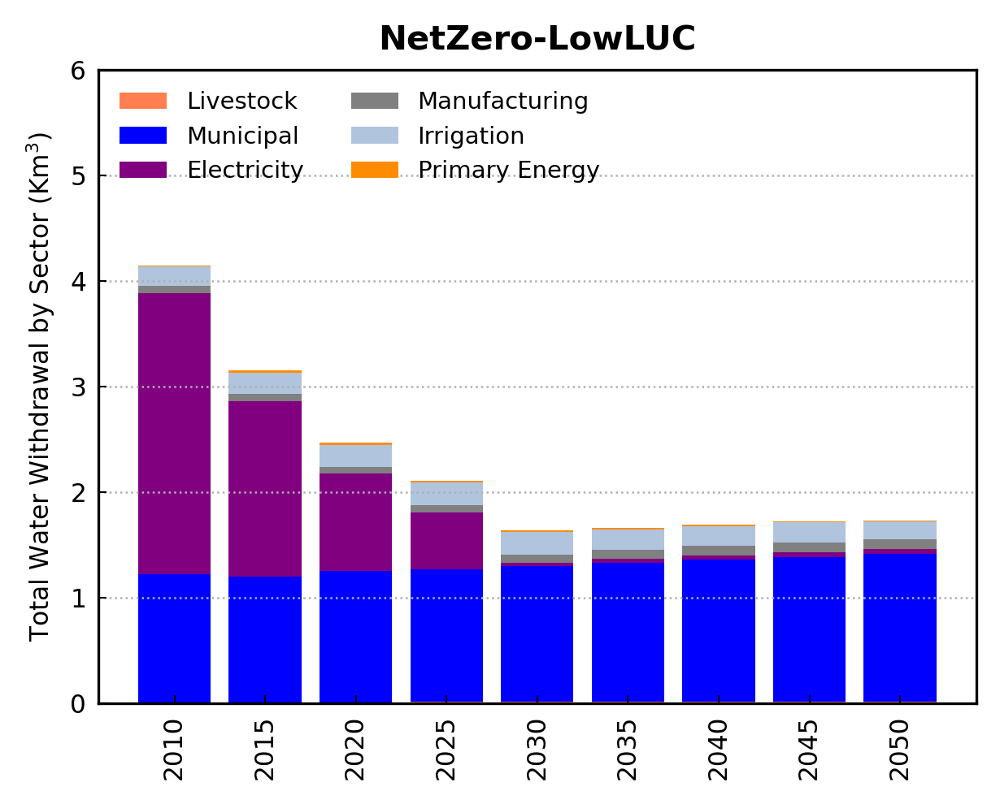 NetZero-LowLUC
Total Water Withdrawal by Sector (Km³)
6
5
4
3
2
1
0
Livestock
Municipal
Electricity
Manufacturing
Irrigation
Primary Energy
2010
2015
2020
2025
2030
2035
2040
2045
2050